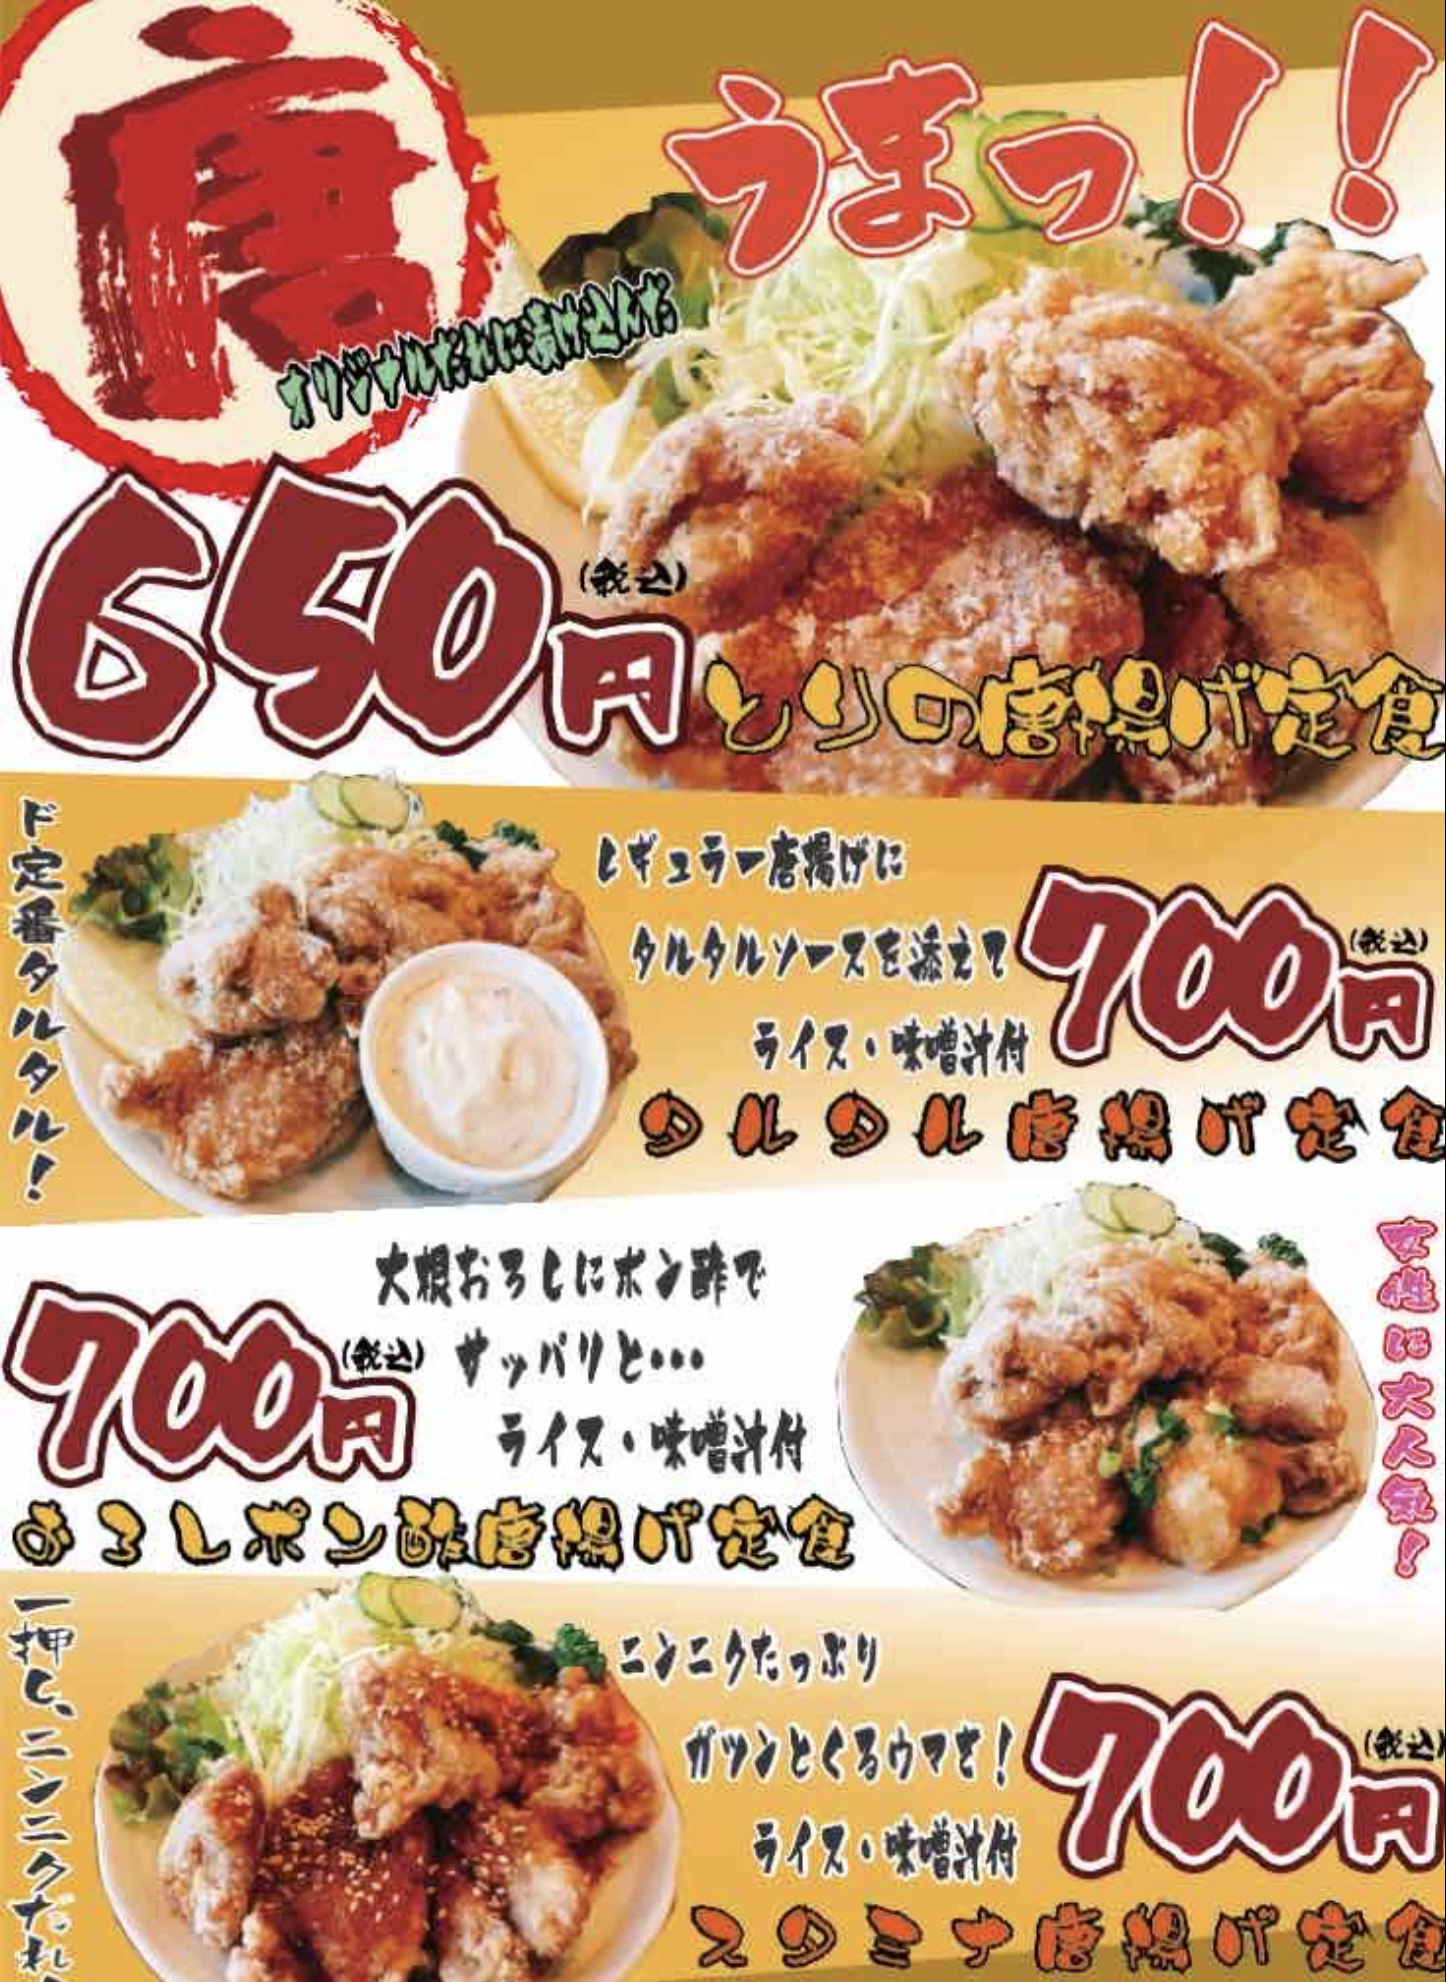 唐
うまっ！！
オリジナルだれに漬け込んだ
650円
(税込)
とりの唐揚げ定食
ド定番タルタル！
レギュラー唐揚げに
タルタルソースを添えて
ライス・味噌汁付
700円
(税込)
タルタル唐揚げ定食
大根おろしにポン酢で
サッパリと・・・
ライス・味噌汁付
700円
(税込)
おろしポン酢唐揚げ定食
女性に大人気！
一押し、ニンニクだれ
ニンニクたっぷり
ガツンとくるウマさ！
ライス・味噌汁付
700円
(税込)
スタミナ唐揚げ定食